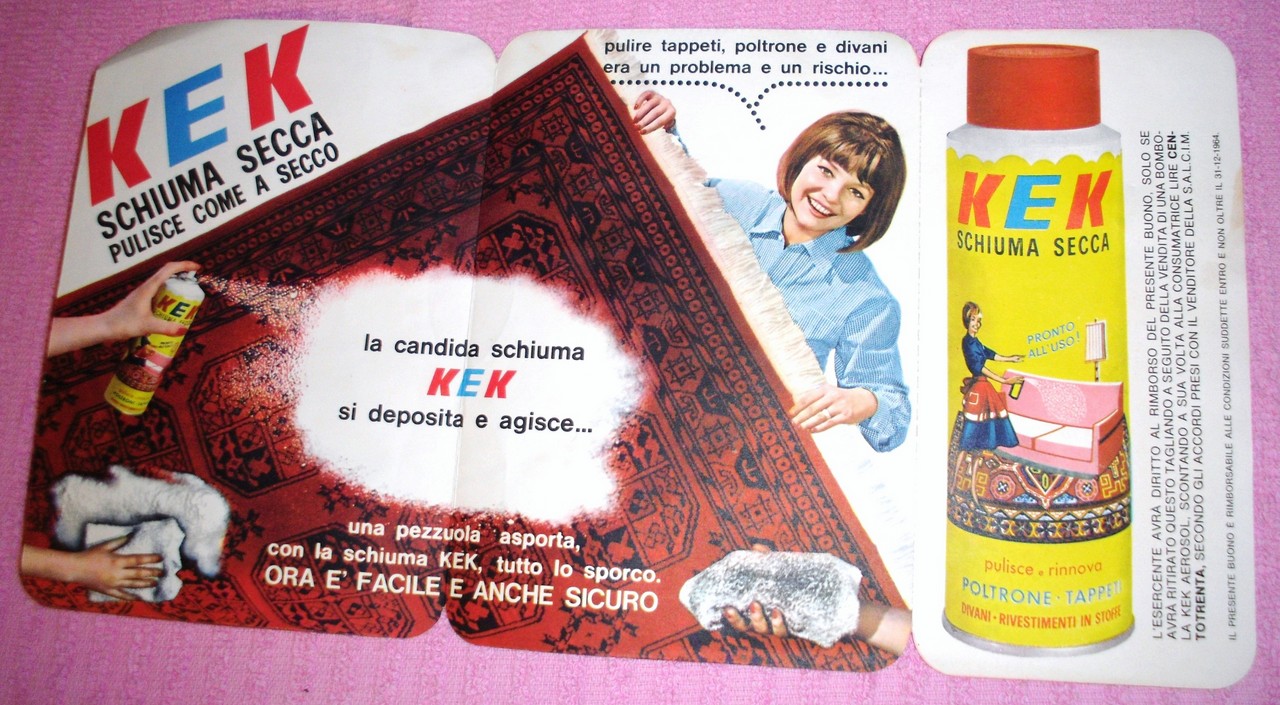 KEK
SCHIUMA SECCA
PULISCE COME A SECCO
pulire tappeti, poltrone e divani
era un problema e un rischio...
KEK
la candida schiuma
KEK
si deposita e agisce...
una pezzuola asporta,
con la schiuma KEK, tutto lo sporco.
ORA E' FACILE E ANCHE SICURO
KEK
SCHIUMA SECCA
PRONTO
ALL'USO!
pulisce e rinnova
POLTRONE · TAPPETI
DIVANI · RIVESTIMENTI IN STOFFE
L'ESERCENTE AVRÀ DIRITTO AL RIMBORSO DEL PRESENTE BUONO, SOLO SE
AVRÀ RITIRATO QUESTO TAGLIANDO A SEGUITO DELLA VENDITA DI UNA BOMBO-
LA KEK AEROSOL, SCONTANDO A SUA VOLTA ALLA CONSUMATRICE LIRE CEN-
TOTRENTA, SECONDO GLI ACCORDI PRESI CON IL VENDITORE DELLA S.A.L.C.I.M.
IL PRESENTE BUONO È RIMBORSABILE ALLE CONDIZIONI SUDDETTE ENTRO E NON OLTRE IL 31-12-1964.